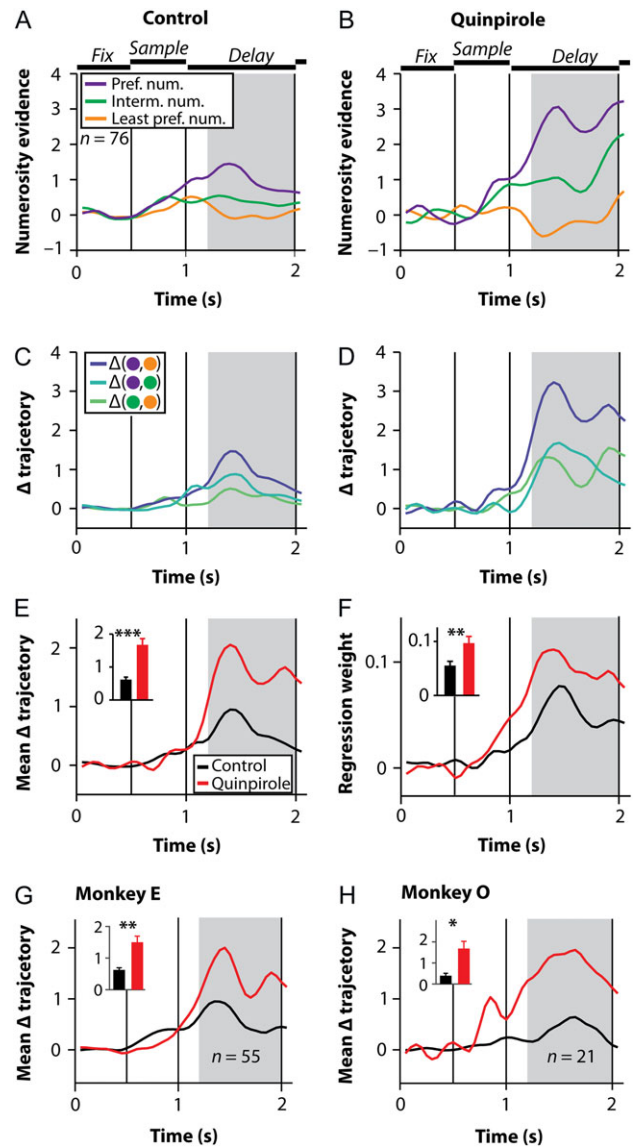 A Control
Fix Sample Delay
Numerosity evidence
4
3
2
1
0
−1
Pref. num.
Interm. num.
Least pref. num.
n = 76
0 1 2
Time (s)
B Quinpirole
Fix Sample Delay
Numerosity evidence
4
3
2
1
0
−1
0 1 2
Time (s)
C
Δ trajcetory
4
3
2
1
0
Δ(●,●)
Δ(●,●)
Δ(●,●)
0 1 2
Time (s)
D
Δ trajcetory
4
3
2
1
0
0 1 2
Time (s)
E
Mean Δ trajcetory
2
1
0
***
2
1
0
Control
Quinpirole
0 1 2
Time (s)
F
Regression weight
0.1
0
**
0.1
0
0 1 2
Time (s)
G Monkey E
Mean Δ trajcetory
2
1
0
**
2
1
0
n = 55
0 1 2
Time (s)
H Monkey O
Mean Δ trajcetory
2
1
0
*
2
1
0
n = 21
0 1 2
Time (s)